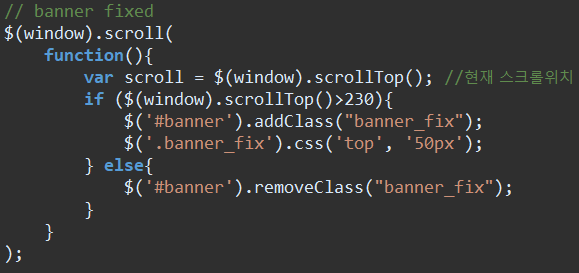 // banner fixed
$(window).scroll(
    function(){
        var scroll = $(window).scrollTop(); //현재 스크롤위치
        if ($(window).scrollTop()>230){
            $('#banner').addClass("banner_fix");
            $('.banner_fix').css('top', '50px');
        } else{
            $('#banner').removeClass("banner_fix");
        }
    }
);